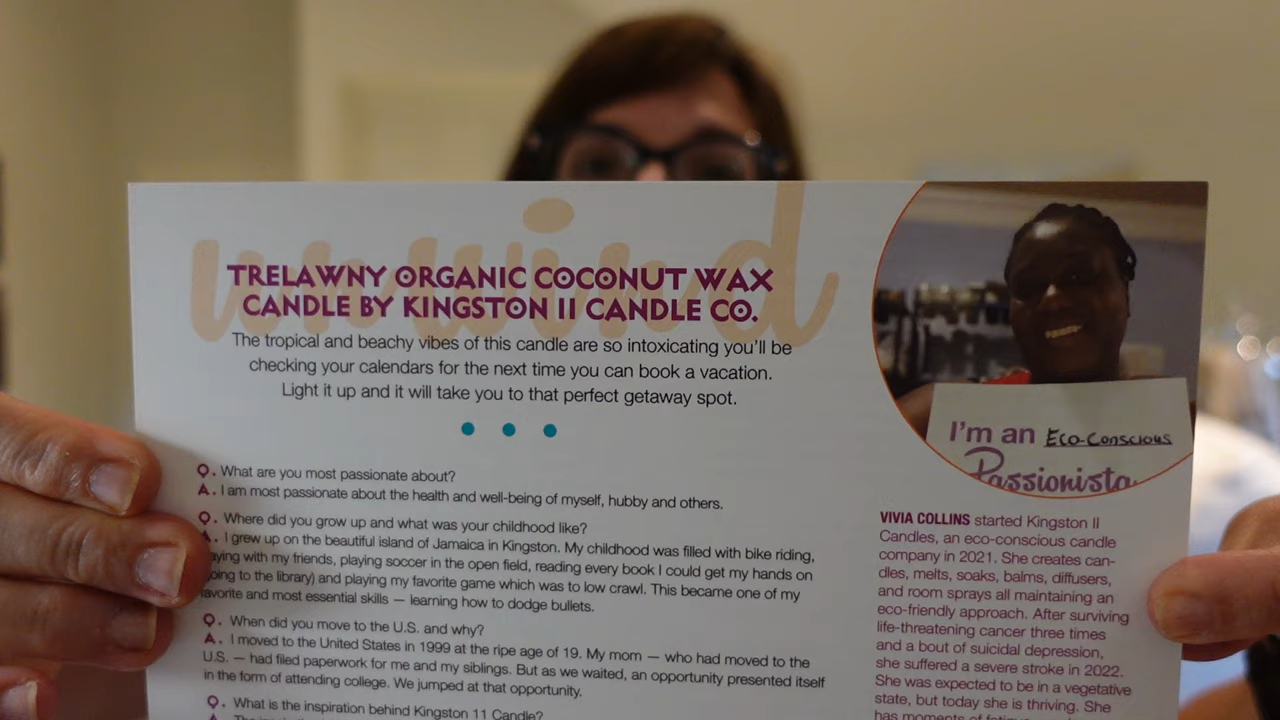 unwind
TRELAWNY ORGANIC COCONUT WAX
CANDLE BY KINGSTON II CANDLE CO.
The tropical and beachy vibes of this candle are so intoxicating you'll be
checking your calendars for the next time you can book a vacation.
Light it up and it will take you to that perfect getaway spot.
Q. What are you most passionate about?
A. I am most passionate about the health and well-being of myself, hubby and others.
Q. Where did you grow up and what was your childhood like?
A. I grew up on the beautiful island of Jamaica in Kingston. My childhood was filled with bike riding,
playing with my friends, playing soccer in the open field, reading every book I could get my hands on
going to the library) and playing my favorite game which was to low crawl. This became one of my
favorite and most essential skills — learning how to dodge bullets.
Q. When did you move to the U.S. and why?
A. I moved to the United States in 1999 at the ripe age of 19. My mom — who had moved to the
U.S. — had filed paperwork for me and my siblings. But as we waited, an opportunity presented itself
in the form of attending college. We jumped at that opportunity.
Q. What is the inspiration behind Kingston 11 Candle?
I'm an Eco-Conscious
Passionista
VIVIA COLLINS started Kingston II
Candles, an eco-conscious candle
company in 2021. She creates can-
dles, melts, soaks, balms, diffusers,
and room sprays all maintaining an
eco-friendly approach. After surviving
life-threatening cancer three times
and a bout of suicidal depression,
she suffered a severe stroke in 2022.
She was expected to be in a vegetative
state, but today she is thriving. She
has moments of